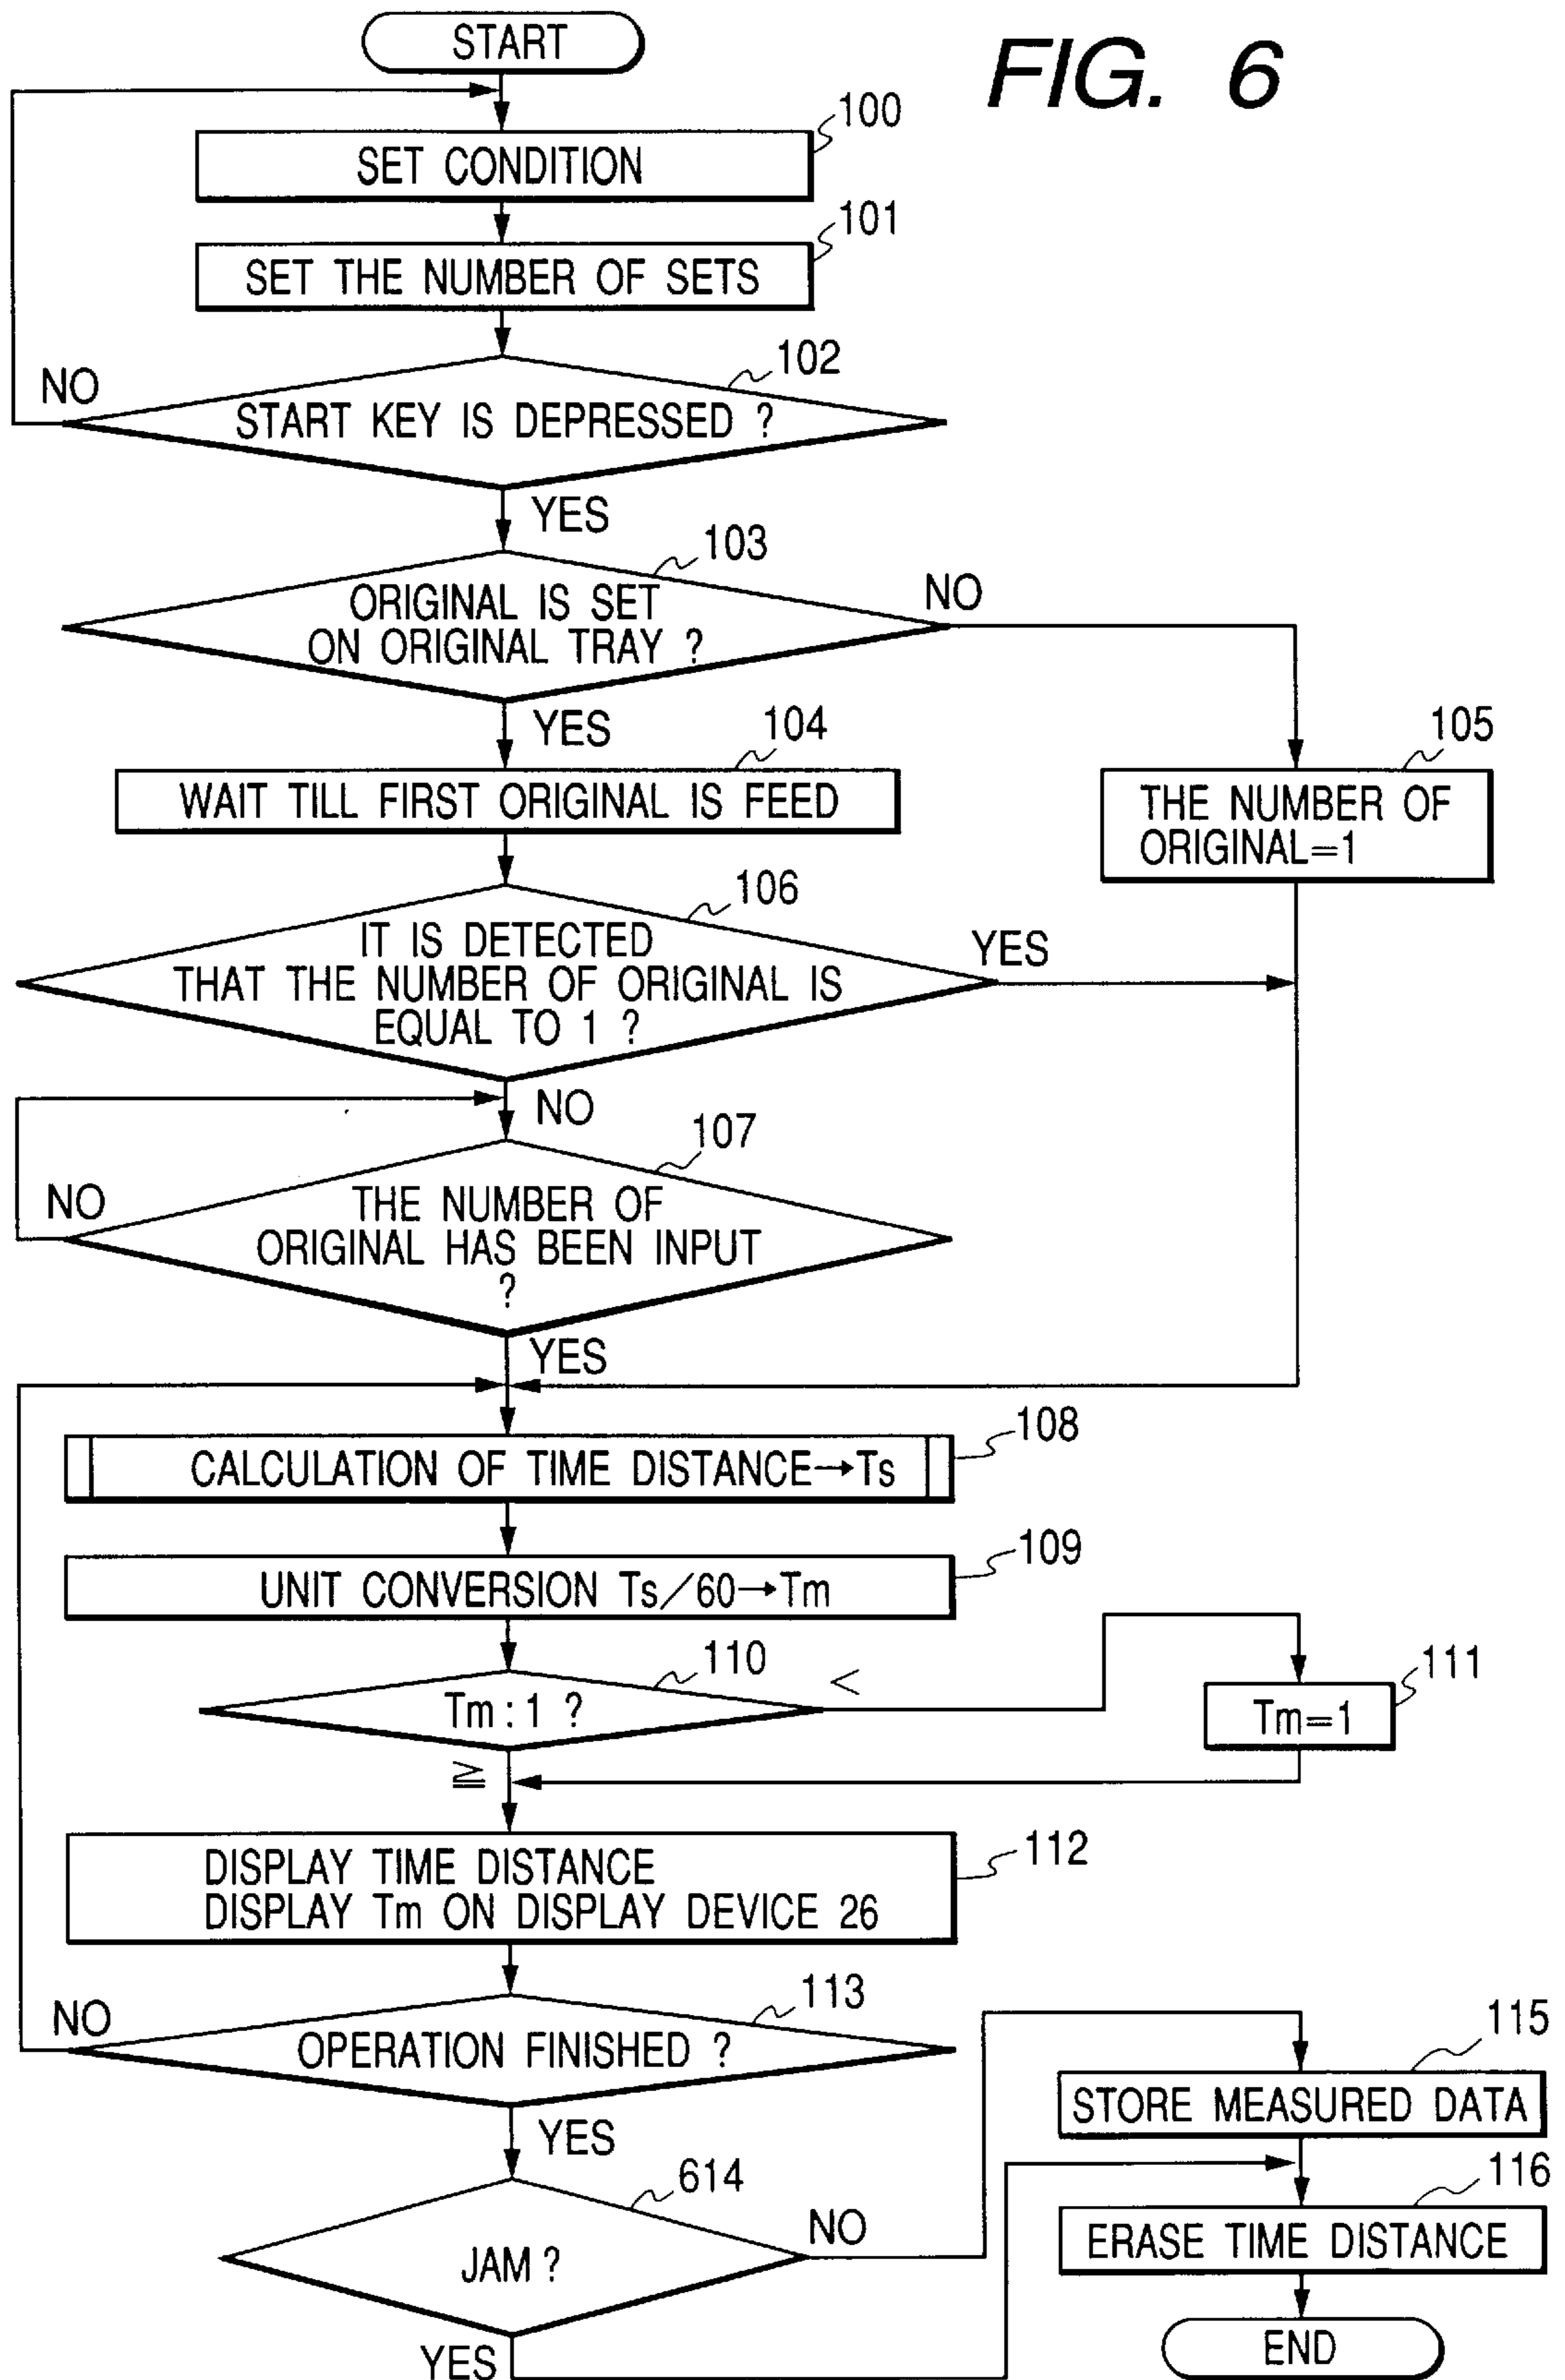 START
FIG. 6
100
SET CONDITION
101
SET THE NUMBER OF SETS
102
NO
START KEY IS DEPRESSED ?
YES
103
ORIGINAL IS SET
ON ORIGINAL TRAY ?
NO
YES
104
WAIT TILL FIRST ORIGINAL IS FEED
105
THE NUMBER OF
ORIGINAL=1
106
IT IS DETECTED
THAT THE NUMBER OF ORIGINAL IS
EQUAL TO 1 ?
YES
NO
107
NO
THE NUMBER OF
ORIGINAL HAS BEEN INPUT
?
YES
108
CALCULATION OF TIME DISTANCE→Ts
109
UNIT CONVERSION Ts/60→Tm
110
Tm : 1 ?
<
111
Tm=1
≧
112
DISPLAY TIME DISTANCE
DISPLAY Tm ON DISPLAY DEVICE 26
113
NO
OPERATION FINISHED ?
YES
115
STORE MEASURED DATA
614
JAM ?
NO
YES
116
ERASE TIME DISTANCE
END